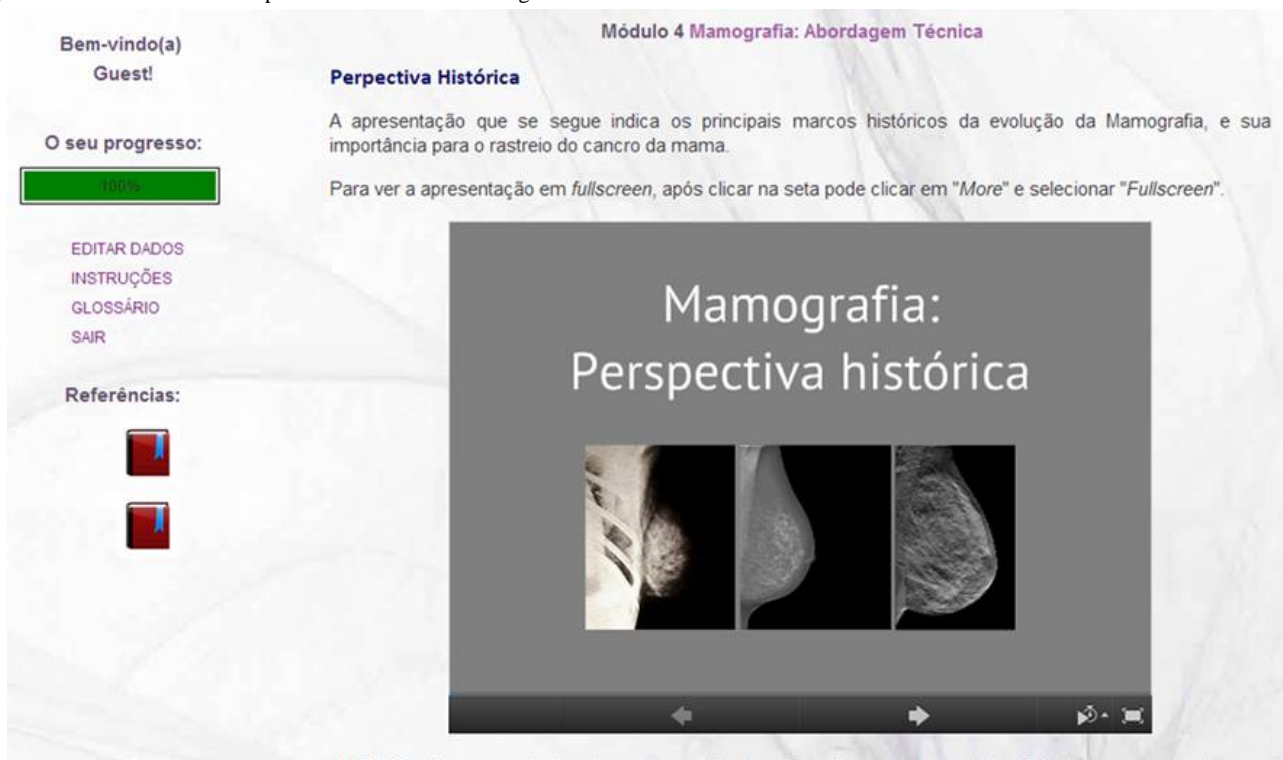 Bem-vindo(a)
Guest!
O seu progresso:
100%
EDITAR DADOS
INSTRUÇÕES
GLOSSÁRIO
SAIR
Referências:
Módulo 4 Mamografia: Abordagem Técnica
Perpectiva Histórica
A apresentação que se segue indica os principais marcos históricos da evolução da Mamografia, e sua
importância para o rastreio do cancro da mama.
Para ver a apresentação em fullscreen, após clicar na seta pode clicar em "More" e selecionar "Fullscreen".
Mamografia:
Perspectiva histórica